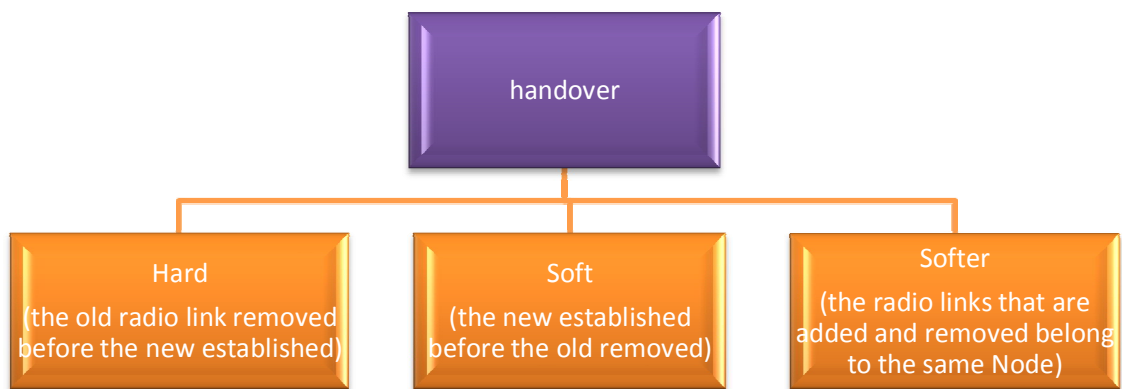 handover
Hard
(the old radio link removed
before the new established)
Soft
(the new established
before the old removed)
Softer
(the radio links that are
added and removed belong
to the same Node)